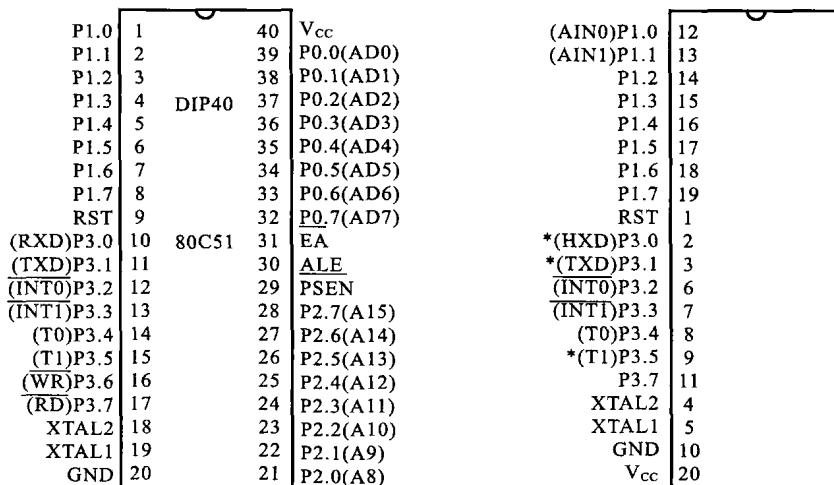 P1.0 1 40 Vcc
P1.1 2 39 P0.0(AD0)
P1.2 3 38 P0.1(AD1)
P1.3 4 DIP40 37 P0.2(AD2)
P1.4 5 36 P0.3(AD3)
P1.5 6 35 P0.4(AD4)
P1.6 7 34 P0.5(AD5)
P1.7 8 33 P0.6(AD6)
RST 9 32 P0.7(AD7)
(RXD)P3.0 10 80C51 31 EA
(TXD)P3.1 11 30 ALE
(INT0)P3.2 12 29 PSEN
(INT1)P3.3 13 28 P2.7(A15)
(T0)P3.4 14 27 P2.6(A14)
(T1)P3.5 15 26 P2.5(A13)
(WR)P3.6 16 25 P2.4(A12)
(RD)P3.7 17 24 P2.3(A11)
XTAL2 18 23 P2.2(A10)
XTAL1 19 22 P2.1(A9)
GND 20 21 P2.0(A8)
(AIN0)P1.0 12
(AIN1)P1.1 13
P1.2 14
P1.3 15
P1.4 16
P1.5 17
P1.6 18
P1.7 19
RST 1
*(HXD)P3.0 2
*(TXD)P3.1 3
(INT0)P3.2 6
(INT1)P3.3 7
(T0)P3.4 8
*(T1)P3.5 9
P3.7 11
XTAL2 4
XTAL1 5
GND 10
Vcc 20